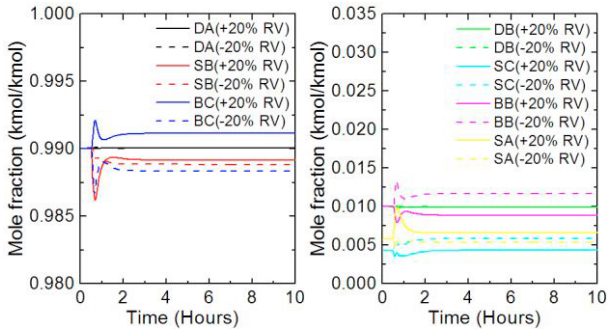 1.000
0.995
0.990
0.985
0.980
Mole fraction (kmol/kmol)
DA(+20% RV)
DA(-20% RV)
SB(+20% RV)
SB(-20% RV)
BC(+20% RV)
BC(-20% RV)
0 2 4 6 8 10
Time (Hours)
0.035
0.030
0.025
0.020
0.015
0.010
0.005
0.000
Mole fraction (kmol/kmol)
DB(+20% RV)
DB(-20% RV)
SC(+20% RV)
SC(-20% RV)
BB(+20% RV)
BB(-20% RV)
SA(+20% RV)
SA(-20% RV)
0 2 4 6 8 10
Time (Hours)